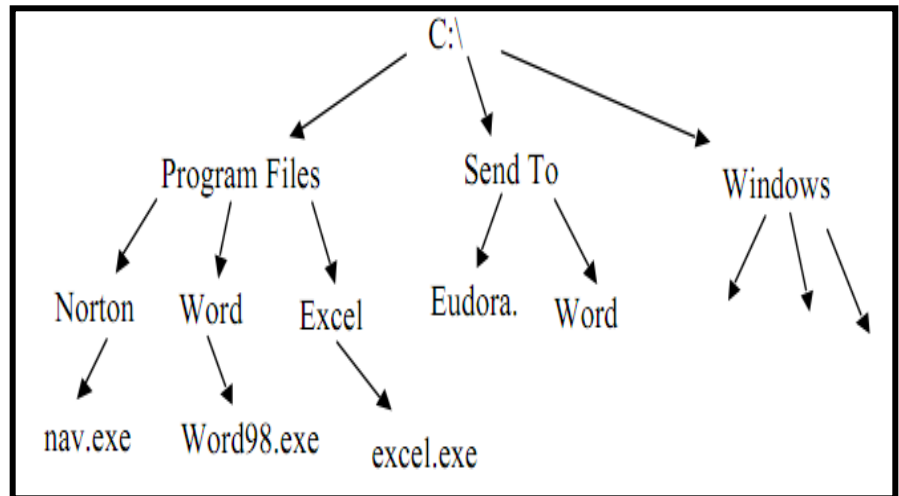 C:\
Program Files
Send To
Windows
Norton
Word
Excel
Eudora.
Word
nav.exe
Word98.exe
excel.exe